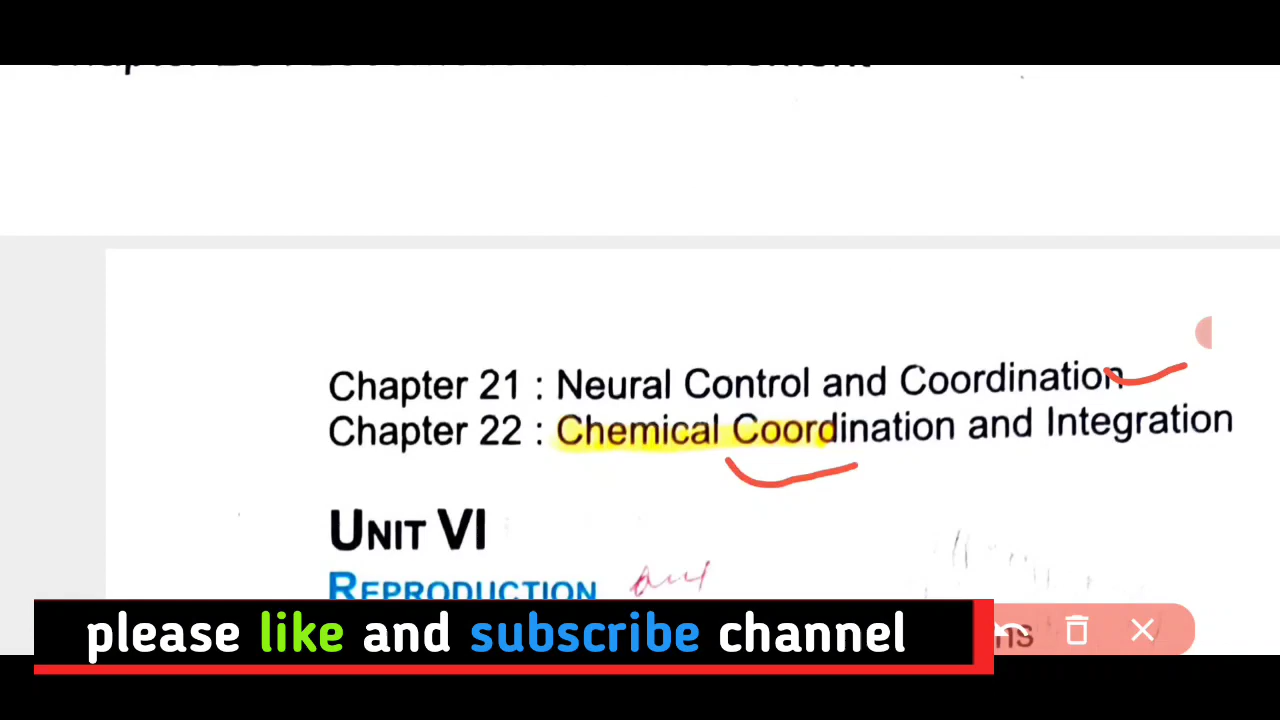 Chapter 21 : Neural Control and Coordination
Chapter 22 : Chemical Coordination and Integration
UNIT VI
REPRODUCTION
please like and subscribe channel